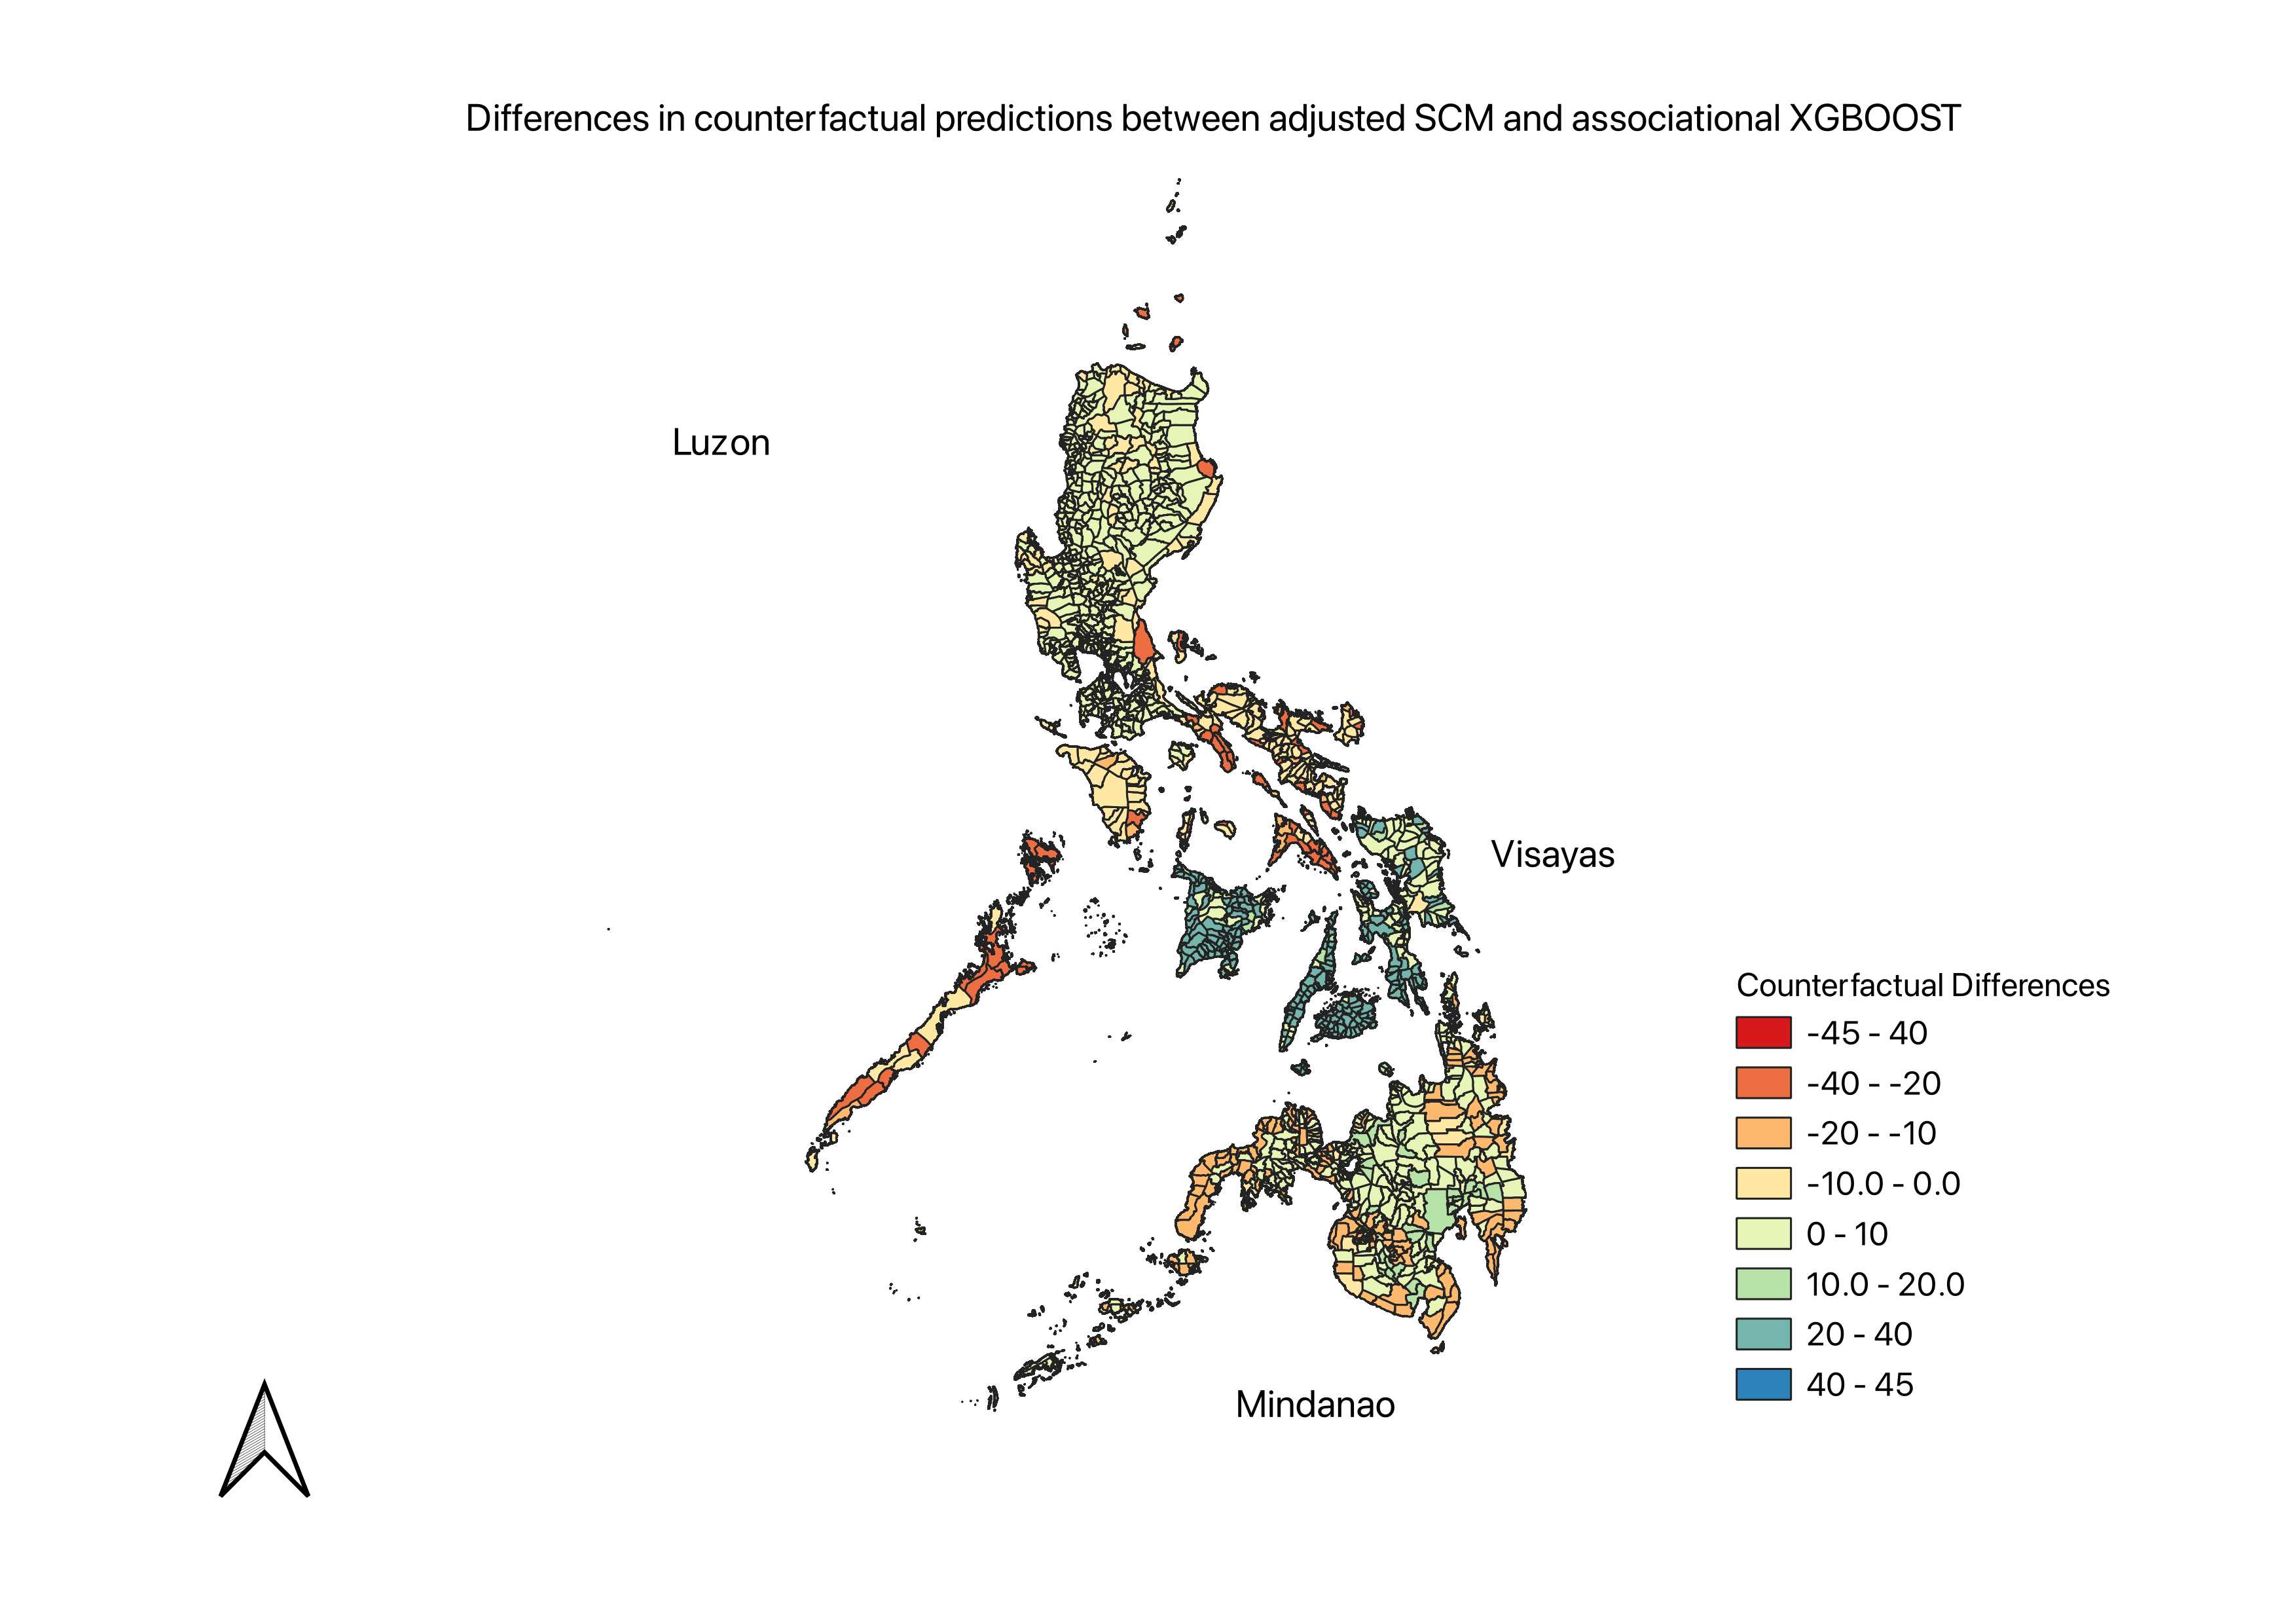 Differences in counterfactual predictions between adjusted SCM and associational XGBOOST
Luzon
Visayas
Counterfactual Differences
-45 - 40
-40 - -20
-20 - -10
-10.0 - 0.0
0 - 10
10.0 - 20.0
20 - 40
40 - 45
Mindanao